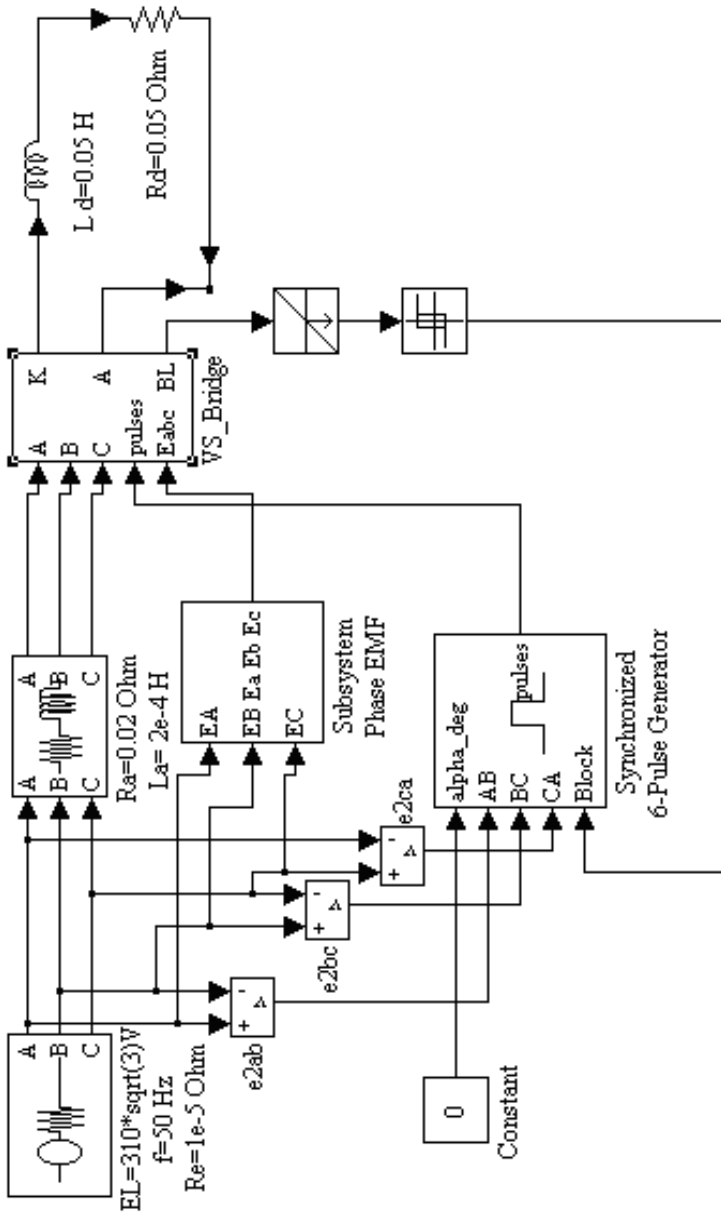 A
B
C
EL=310*sqrt(3)V
f=50 Hz
Re=1e-5 Ohm
A
B
C
A
B
C
Ra=0.02 Ohm
La= 2e-4 H
A
B
C
pulses
Eabc
K
A
BL
VS_Bridge
L d=0.05 H
Rd=0.05 Ohm
EA
EB Ea Eb Ec
EC
Subsystem
Phase EMF
+ -
v
e2ab
+ -
v
e2bc
+ -
v
e2ca
0
Constant
alpha_deg
AB
BC
CA
Block
pulses
Synchronized
6-Pulse Generator